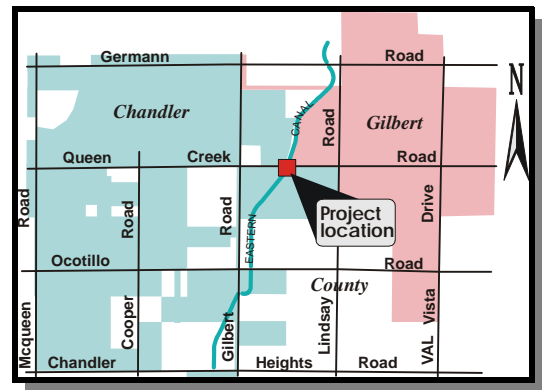 Germann Road
N
Chandler
CANAL
Road
Gilbert
Queen Creek Road
Road
Road
Road
Drive
Project
location
EASTERN
Ocotillo Road
County
Mcqueen
Cooper
Gilbert
Lindsay
VAL Vista
Chandler Heights Road